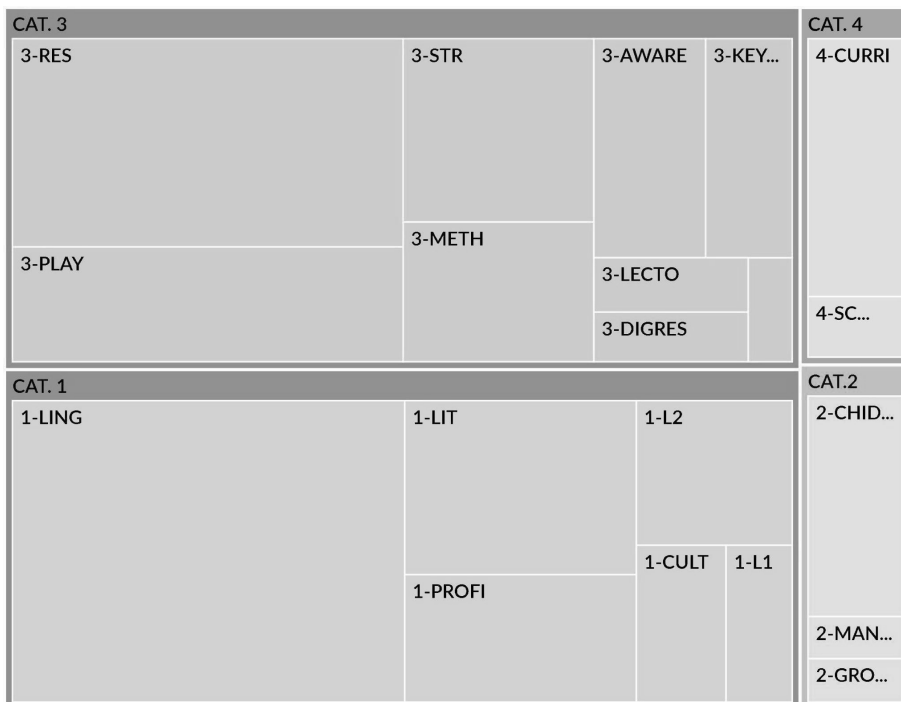 CAT. 3
3-RES
3-STR
3-AWARE
3-KEY...
3-PLAY
3-METH
3-LECTO
3-DIGRES
CAT. 4
4-CURRI
4-SC...
CAT. 1
1-LING
1-LIT
1-L2
1-PROFI
1-CULT
1-L1
CAT.2
2-CHID...
2-MAN...
2-GRO...